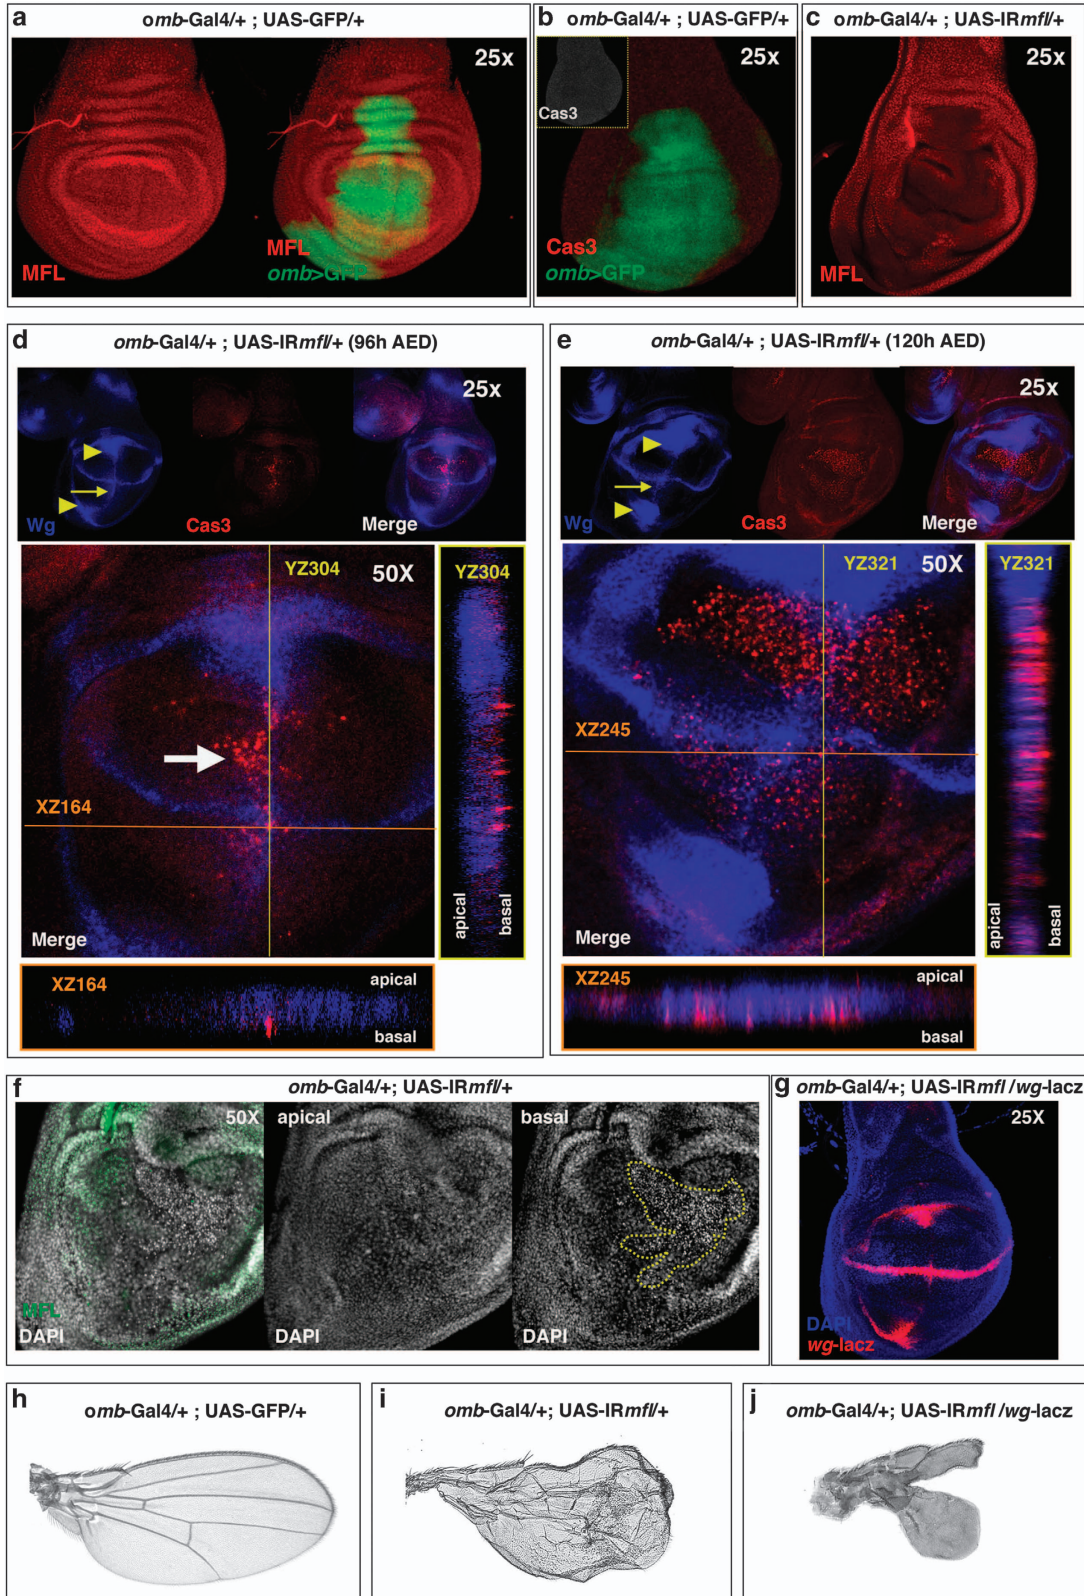 a
omb-Gal4/+ ; UAS-GFP/+
25x
MFL
MFL
omb>GFP
b
omb-Gal4/+ ; UAS-GFP/+
25x
Cas3
Cas3
omb>GFP
c
omb-Gal4/+ ; UAS-IRmfl/+
25x
MFL
d
omb-Gal4/+ ; UAS-IRmfl/+ (96h AED)
25x
Wg
Cas3
Merge
YZ304
50X
XZ164
Merge
YZ304
apical
basal
XZ164
apical
basal
e
omb-Gal4/+ ; UAS-IRmfl/+ (120h AED)
25x
Wg
Cas3
Merge
YZ321
50X
XZ245
Merge
YZ321
apical
basal
XZ245
apical
basal
f
omb-Gal4/+; UAS-IRmfl/+
50X
MFL
DAPI
apical
DAPI
basal
DAPI
g
omb-Gal4/+; UAS-IRmfl /wg-lacz
25X
DAPI
wg-lacz
h
omb-Gal4/+ ; UAS-GFP/+
i
omb-Gal4/+; UAS-IRmfl/+
j
omb-Gal4/+; UAS-IRmfl /wg-lacz